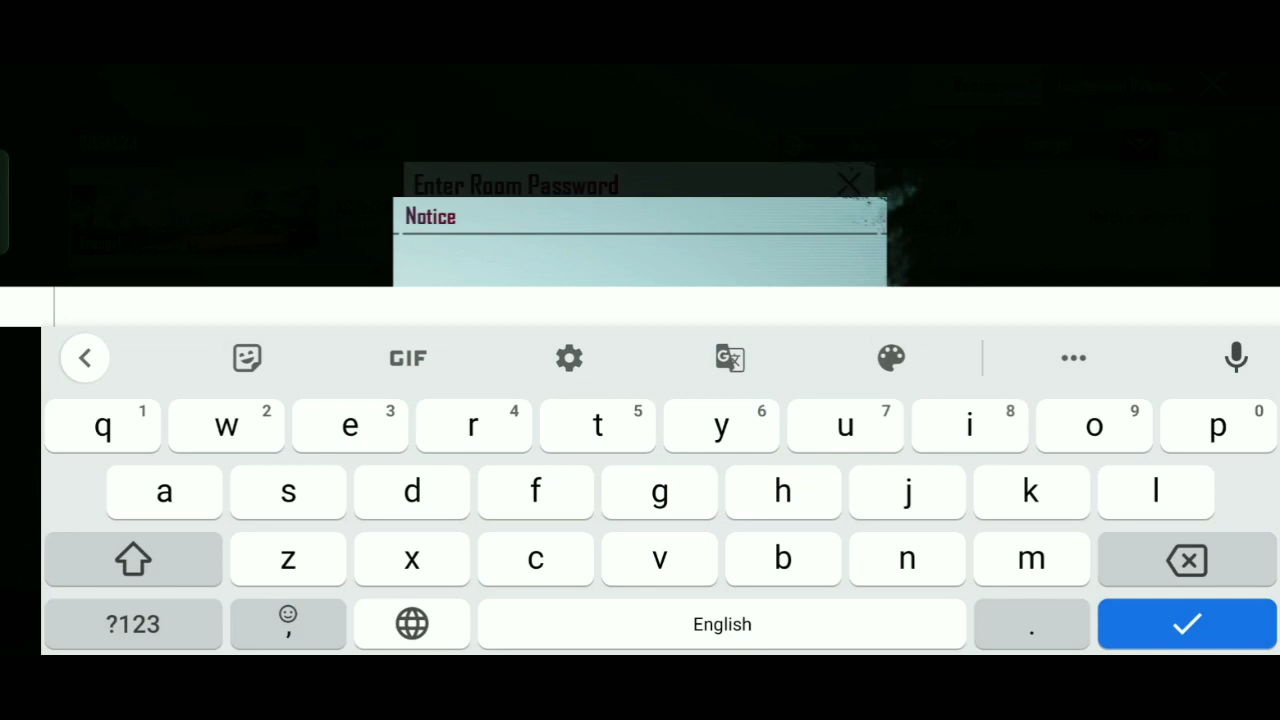 Enter Room Password
Notice
GIF
q 1 w 2 e 3 r 4 t 5 y 6 u 7 i 8 o 9 p 0
a s d f g h j k l
z x c v b n m
?123 , English .